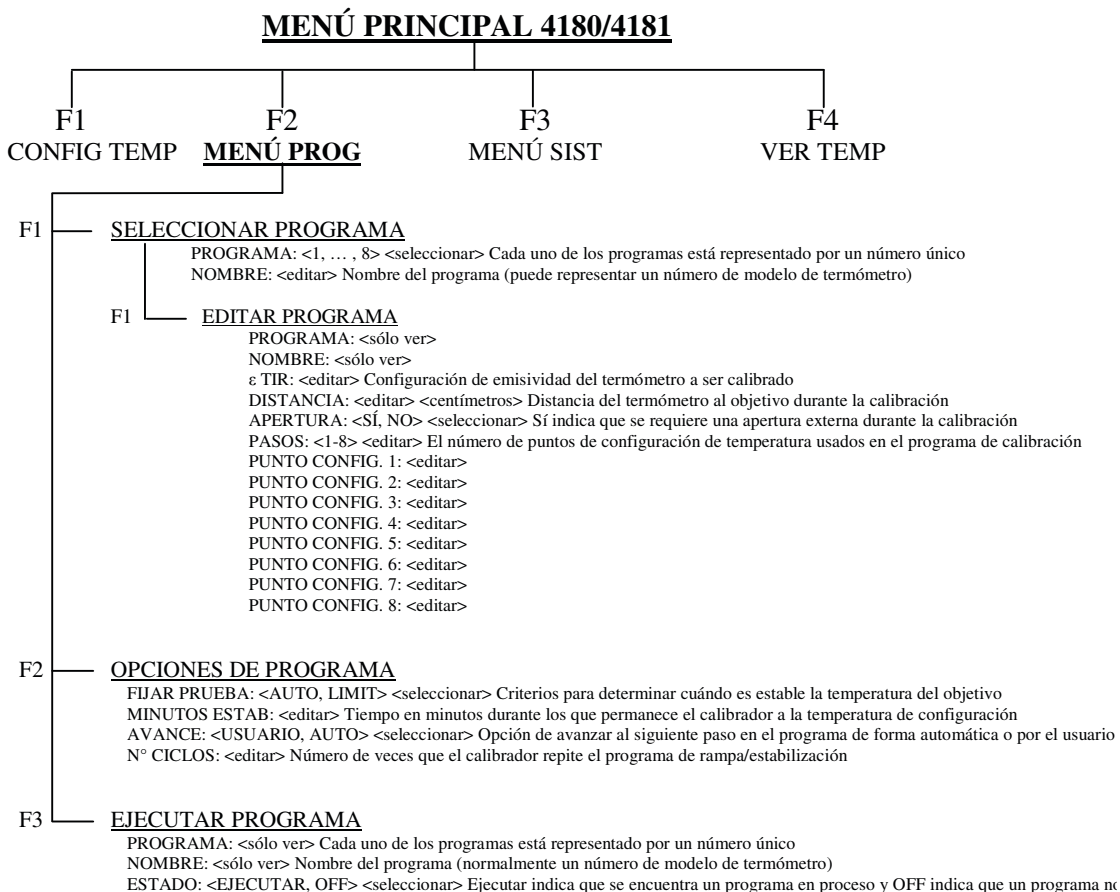 MENÚ PRINCIPAL 4180/4181
F1 F2 F3 F4
CONFIG TEMP MENÚ PROG MENÚ SIST VER TEMP
F1 SELECCIONAR PROGRAMA
PROGRAMA: <1, … , 8> <seleccionar> Cada uno de los programas está representado por un número único
NOMBRE: <editar> Nombre del programa (puede representar un número de modelo de termómetro)
F1 EDITAR PROGRAMA
PROGRAMA: <sólo ver>
NOMBRE: <sólo ver>
ε TIR: <editar> Configuración de emisividad del termómetro a ser calibrado
DISTANCIA: <editar> <centímetros> Distancia del termómetro al objetivo durante la calibración
APERTURA: <SÍ, NO> <seleccionar> Sí indica que se requiere una apertura externa durante la calibración
PASOS: <1-8> <editar> El número de puntos de configuración de temperatura usados en el programa de calibración
PUNTO CONFIG. 1: <editar>
PUNTO CONFIG. 2: <editar>
PUNTO CONFIG. 3: <editar>
PUNTO CONFIG. 4: <editar>
PUNTO CONFIG. 5: <editar>
PUNTO CONFIG. 6: <editar>
PUNTO CONFIG. 7: <editar>
PUNTO CONFIG. 8: <editar>
F2 OPCIONES DE PROGRAMA
FIJAR PRUEBA: <AUTO, LIMIT> <seleccionar> Criterios para determinar cuándo es estable la temperatura del objetivo
MINUTOS ESTAB: <editar> Tiempo en minutos durante los que permanece el calibrador a la temperatura de configuración
AVANCE: <USUARIO, AUTO> <seleccionar> Opción de avanzar al siguiente paso en el programa de forma automática o por el usuario
N° CICLOS: <editar> Número de veces que el calibrador repite el programa de rampa/estabilización
F3 EJECUTAR PROGRAMA
PROGRAMA: <sólo ver> Cada uno de los programas está representado por un número único
NOMBRE: <sólo ver> Nombre del programa (normalmente un número de modelo de termómetro)
ESTADO: <EJECUTAR, OFF> <seleccionar> Ejecutar indica que se encuentra un programa en proceso y OFF indica que un programa no